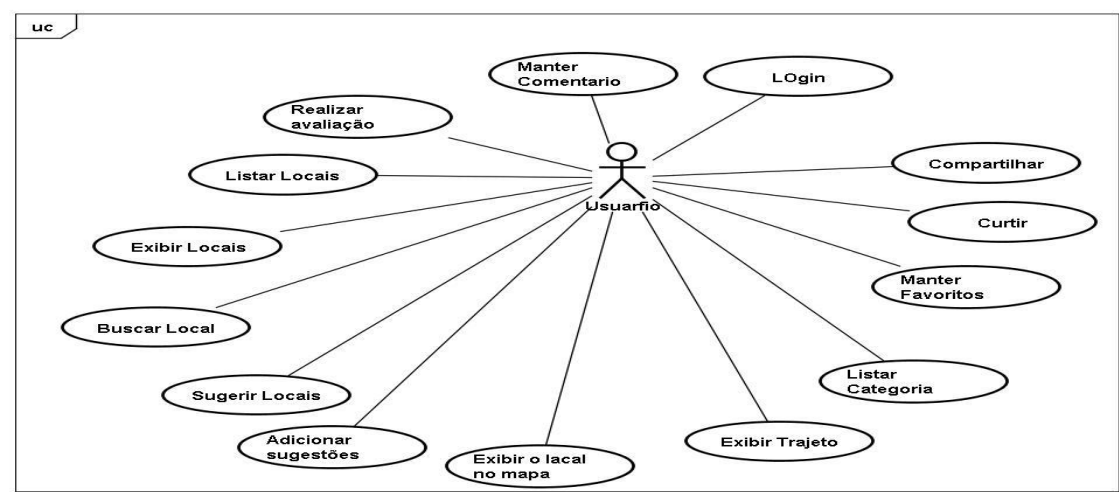 uc
Manter
Comentario
LOgin
Realizar
avaliação
Compartilhar
Listar Locais
Usuarfio
Curtir
Exibir Locais
Manter
Favoritos
Buscar Local
Listar
Categoria
Sugerir Locais
Adicionar
sugestões
Exibir Trajeto
Exibir o lacal
no mapa